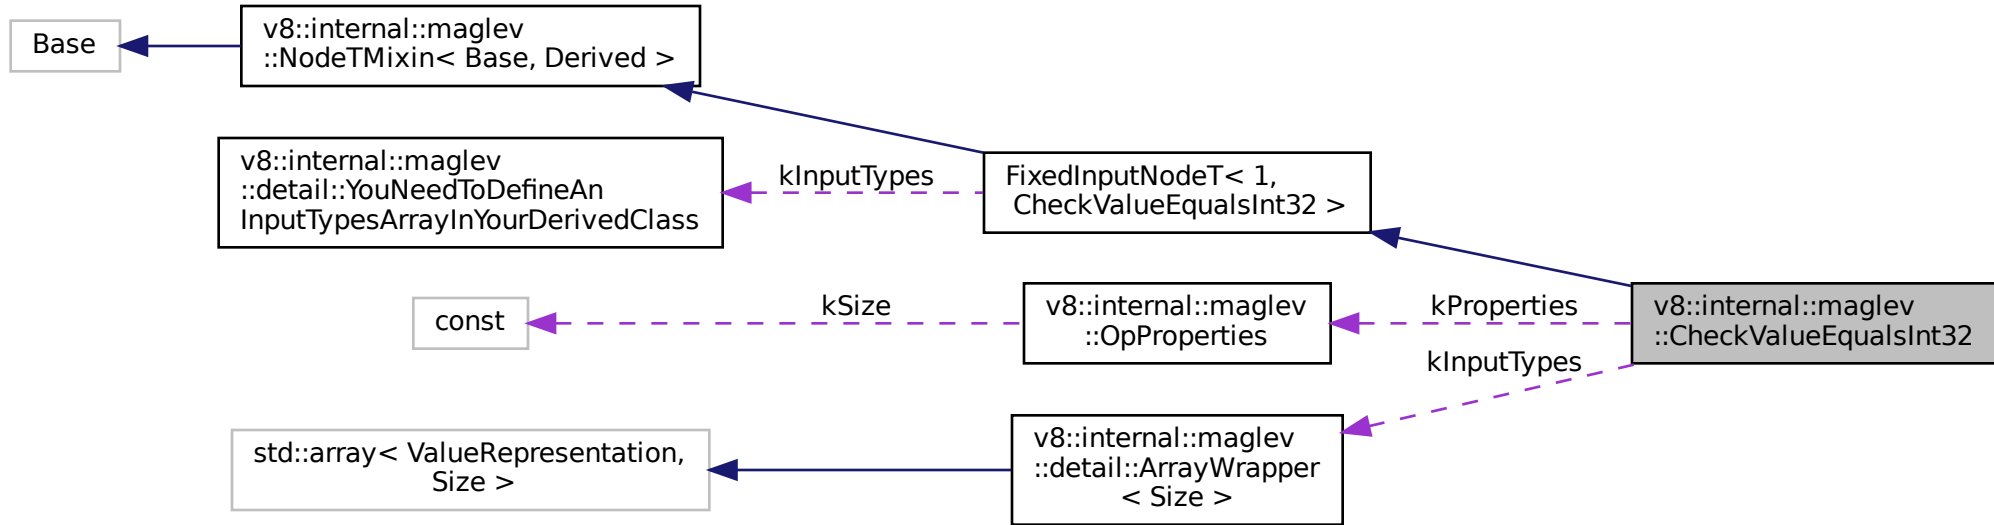 Base
v8::internal::maglev
::NodeTMixin< Base, Derived >
v8::internal::maglev
::detail::YouNeedToDefineAn
InputTypesArrayInYourDerivedClass
kInputTypes
FixedInputNodeT< 1,
CheckValueEqualsInt32 >
const
kSize
v8::internal::maglev
::OpProperties
kProperties
v8::internal::maglev
::CheckValueEqualsInt32
kInputTypes
std::array< ValueRepresentation,
Size >
v8::internal::maglev
::detail::ArrayWrapper
< Size >